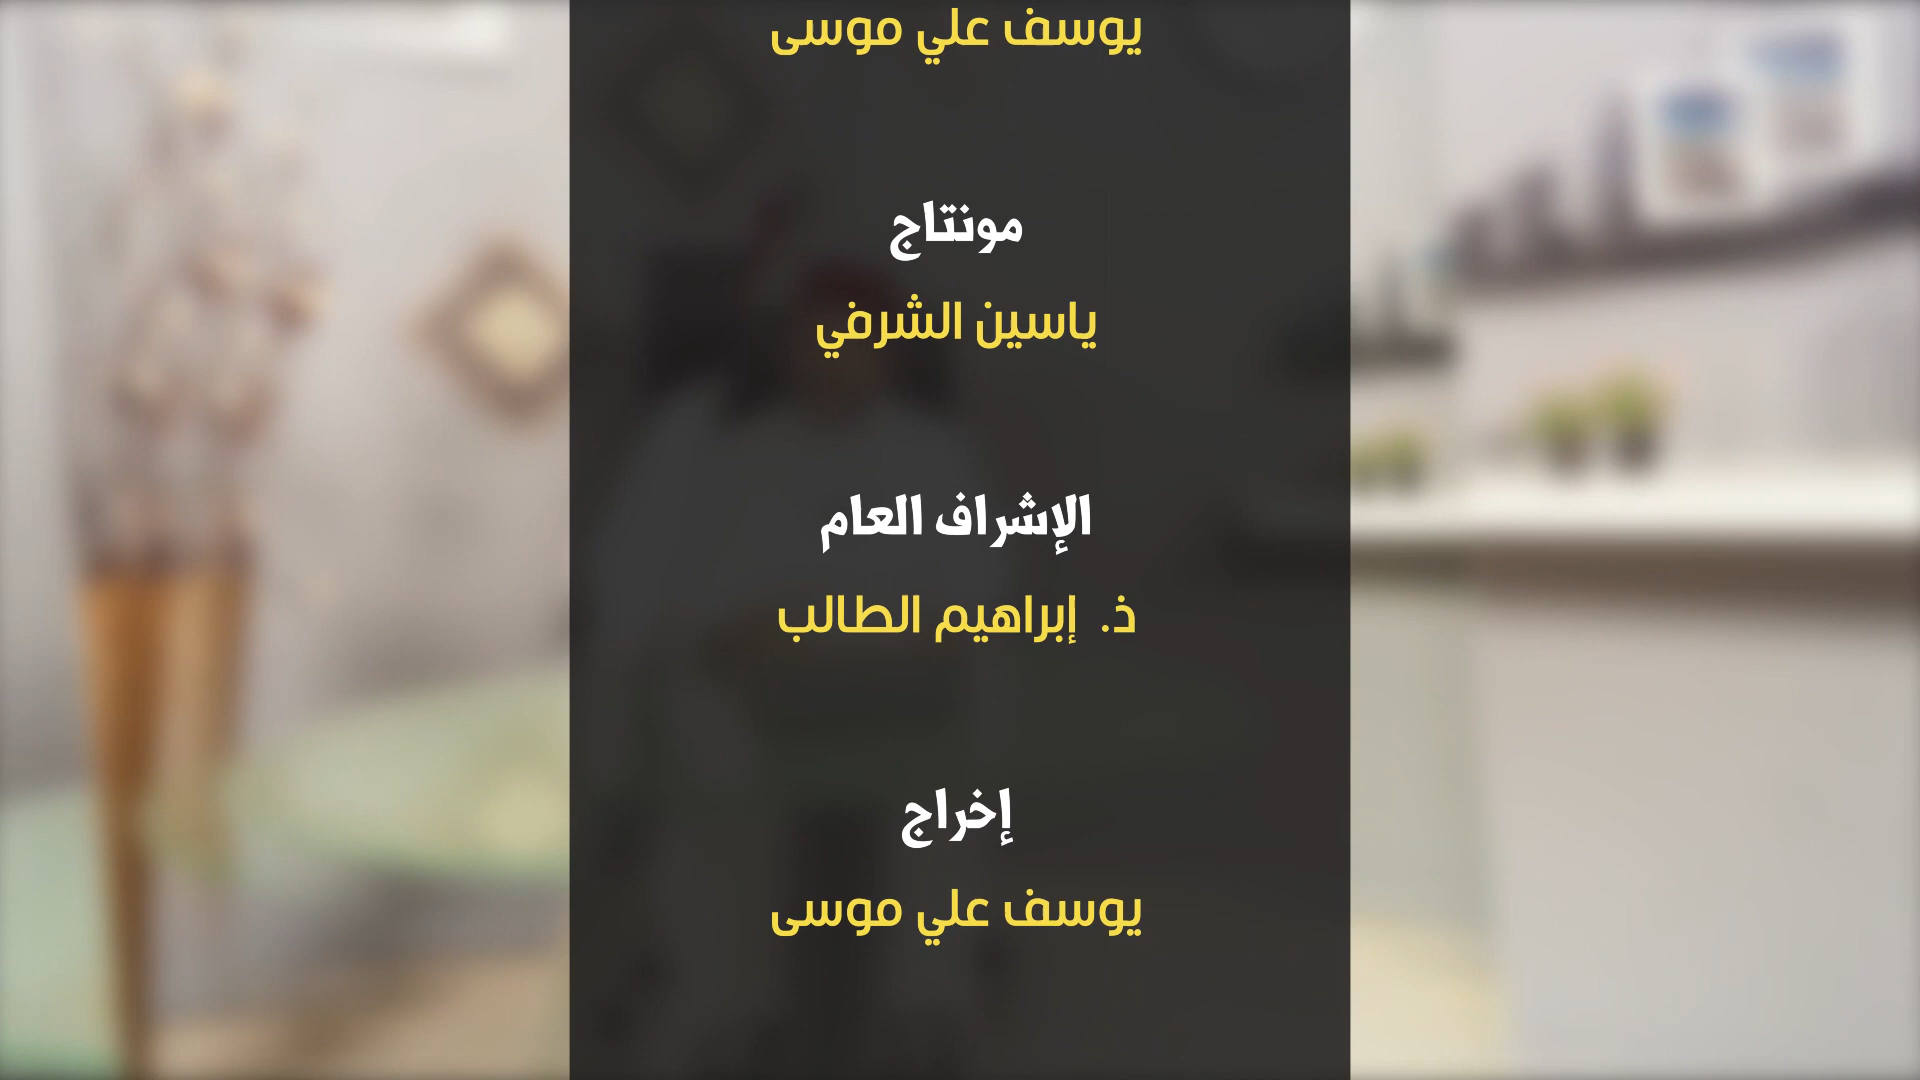 يوسف علي موسى
مونتاج
ياسين الشرفي
الإشراف العام
ذ. إبراهيم الطالب
إخراج
يوسف علي موسى